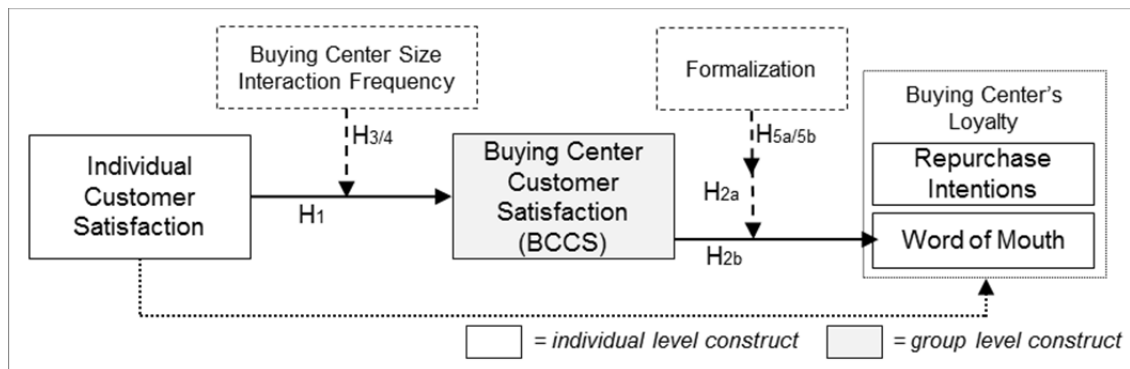 Buying Center Size
Interaction Frequency
Formalization
Buying Center's
Loyalty
H3/4
H5a/5b
Individual
Customer
Satisfaction
Buying Center
Customer
Satisfaction
(BCCS)
Repurchase
Intentions
H1
H2a
Word of Mouth
H2b
= individual level construct
= group level construct